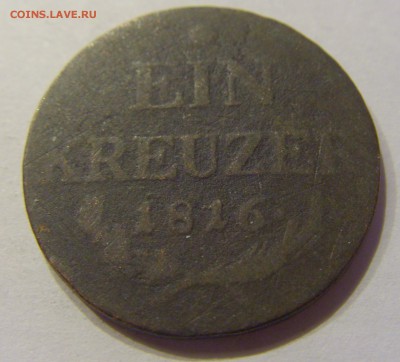 COINS.LAVE.RU
EIN
KREUZER
1816.